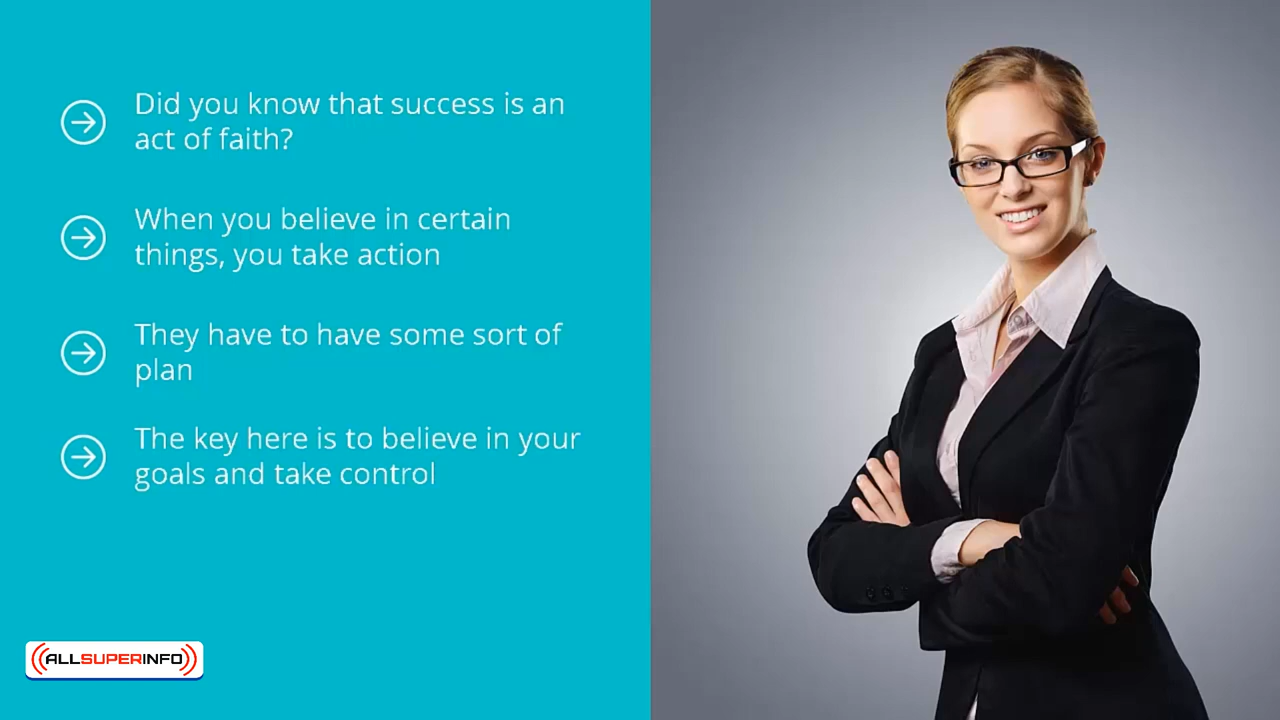 Did you know that success is an
act of faith?
When you believe in certain
things, you take action
They have to have some sort of
plan
The key here is to believe in your
goals and take control
ALLSUPERINFO